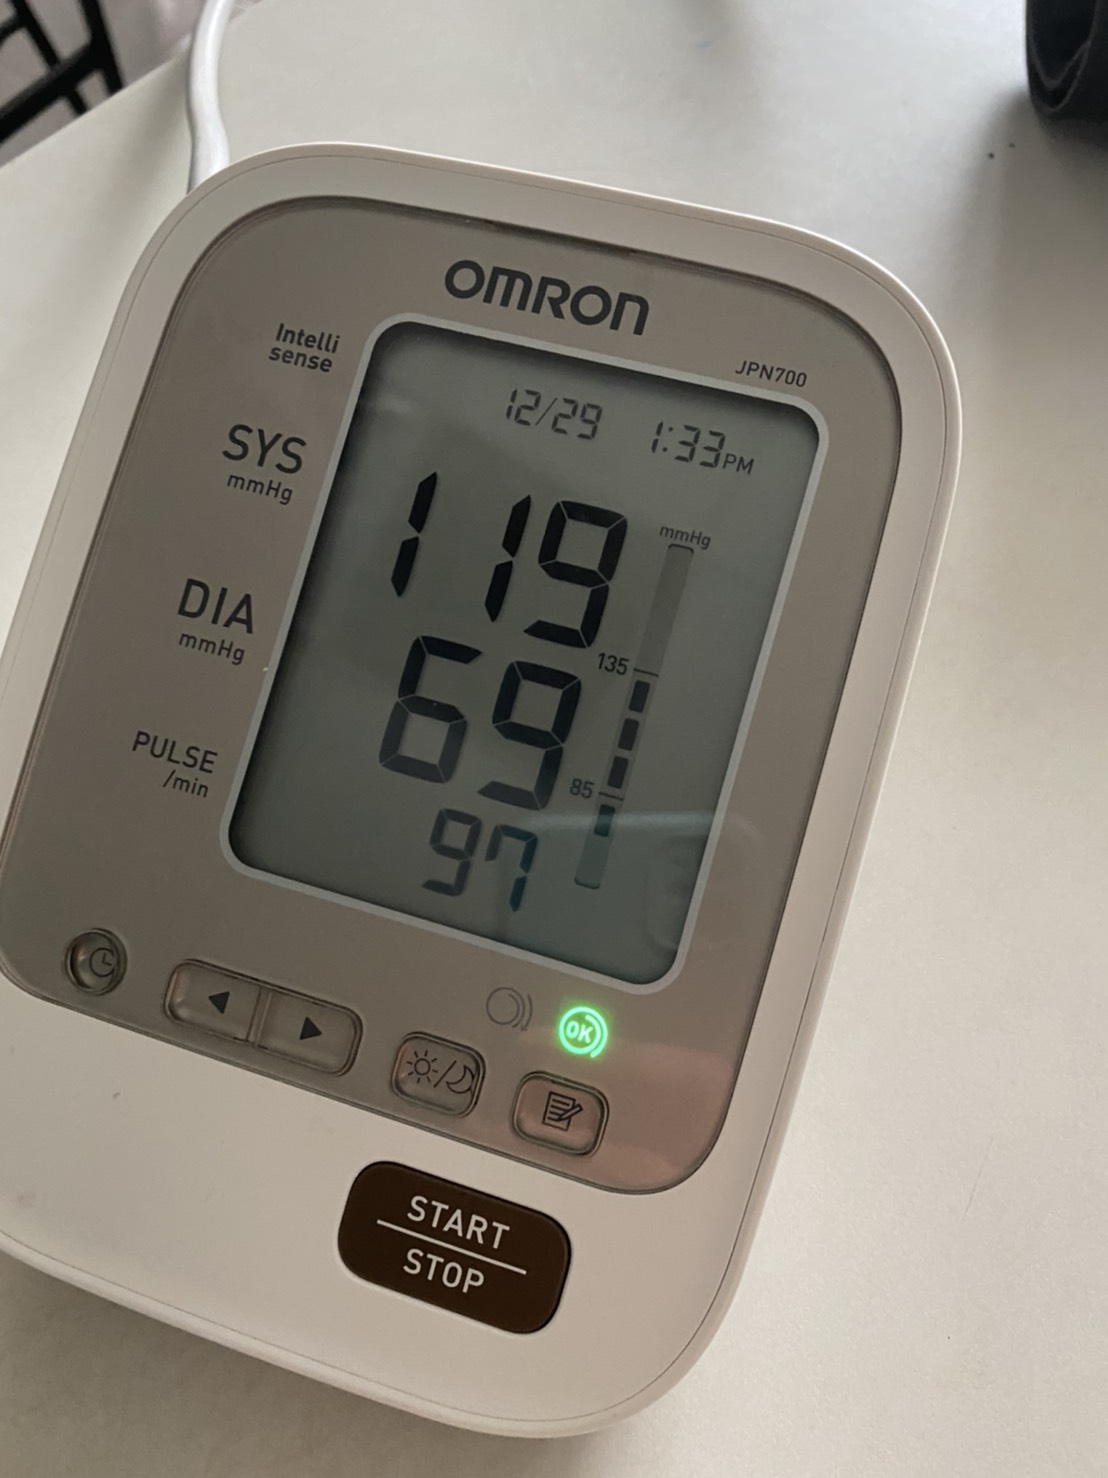 OMRON
Intelli
sense
JPN700
12/29 1:33PM
SYS
mmHg
119
mmHg
135
DIA
mmHg
69
85
PULSE
/min
97
OK
START
STOP